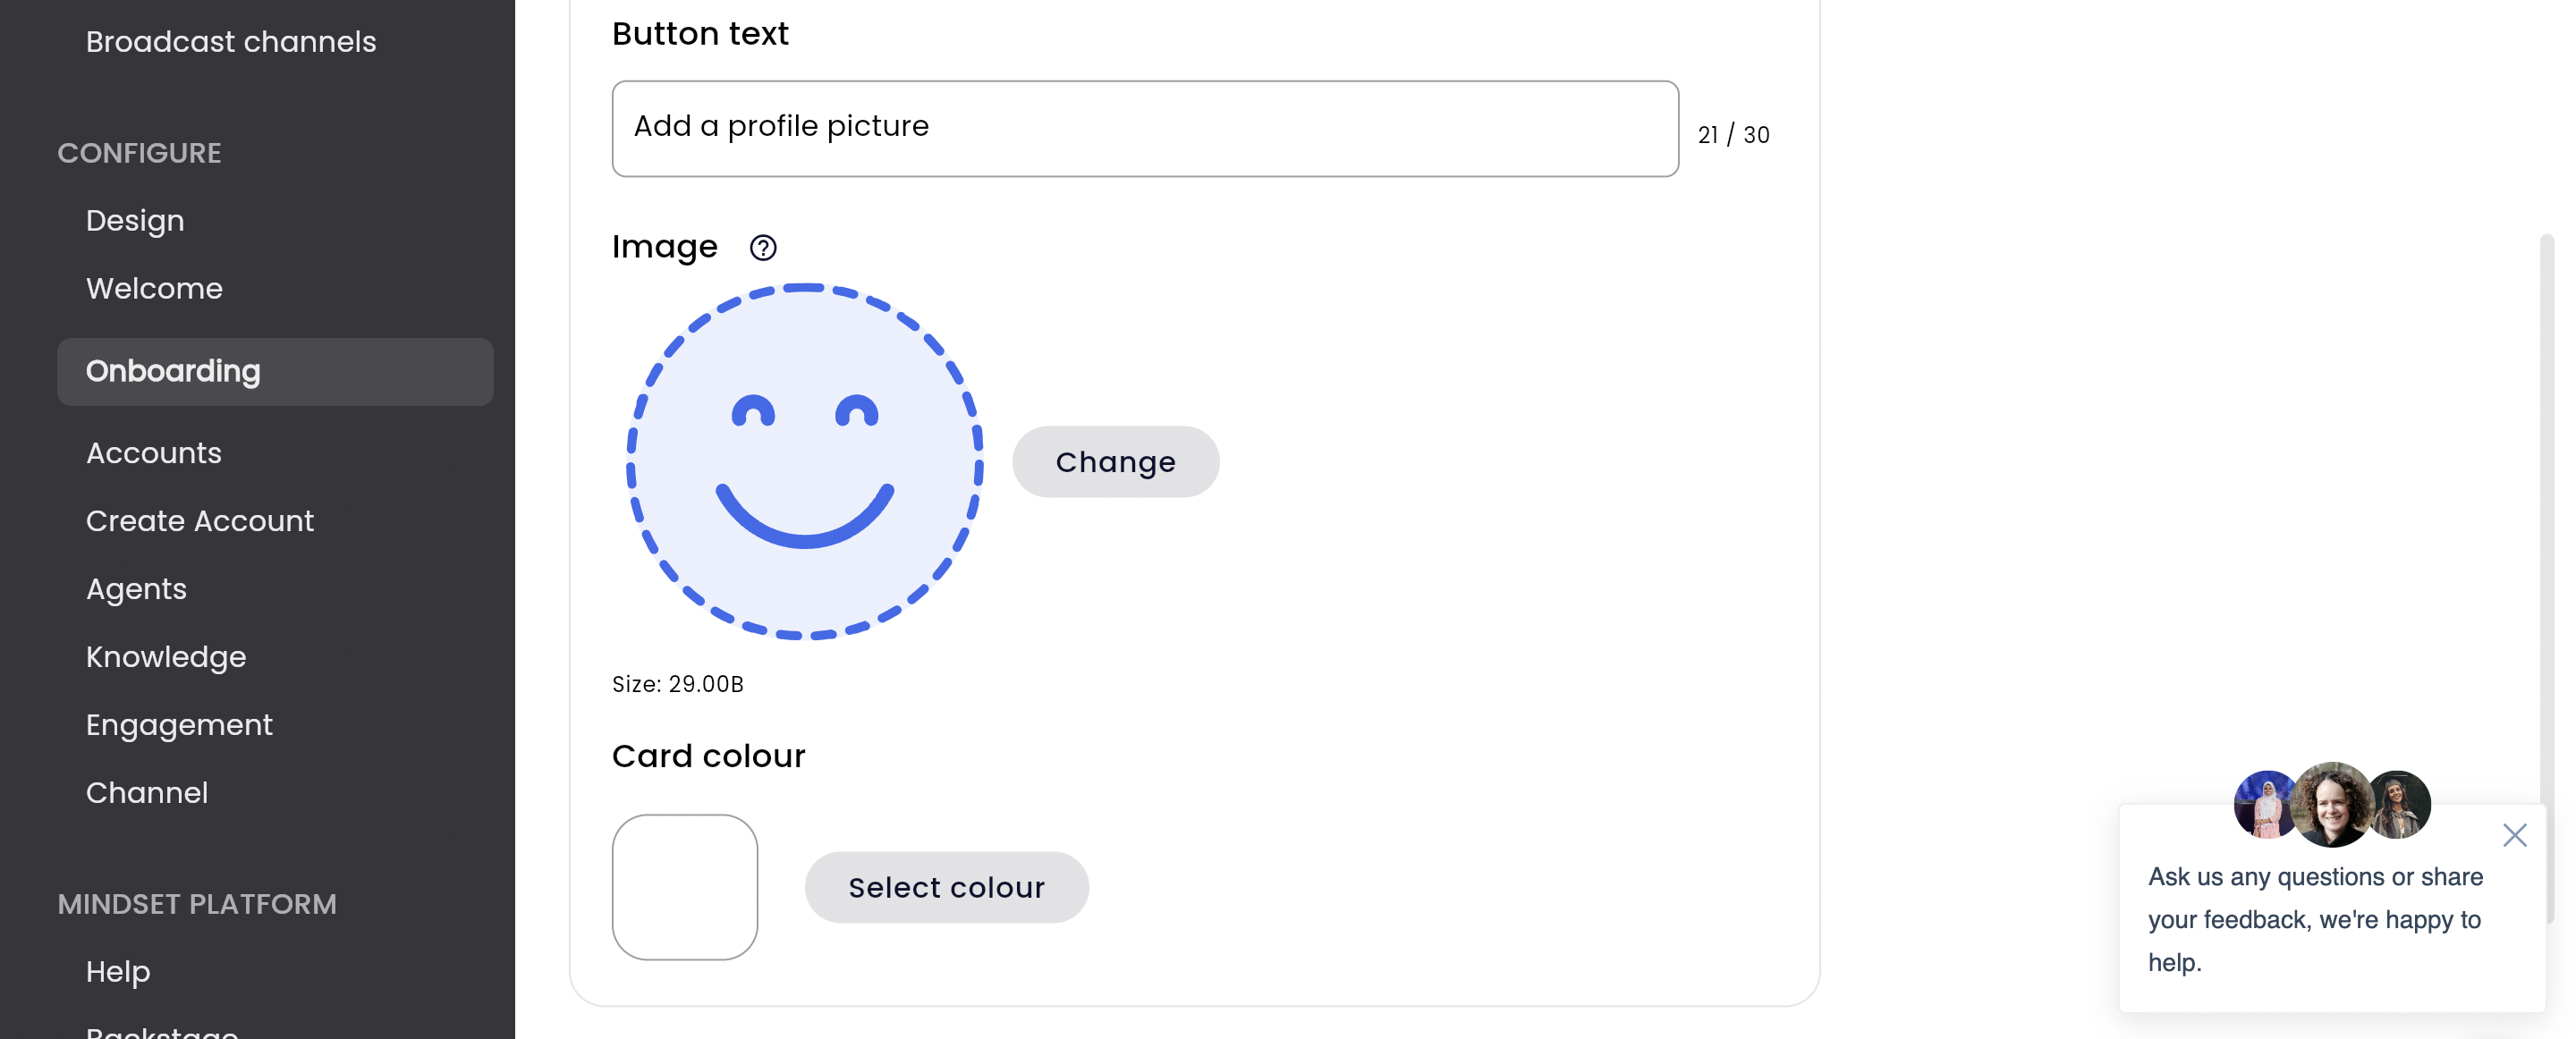 Broadcast channels
CONFIGURE
Design
Welcome
Onboarding
Accounts
Create Account
Agents
Knowledge
Engagement
Channel
MINDSET PLATFORM
Help
Backstage
Button text
Add a profile picture
21 / 30
Image
Change
Size: 29.00B
Card colour
Select colour
Ask us any questions or share
your feedback, we're happy to
help.